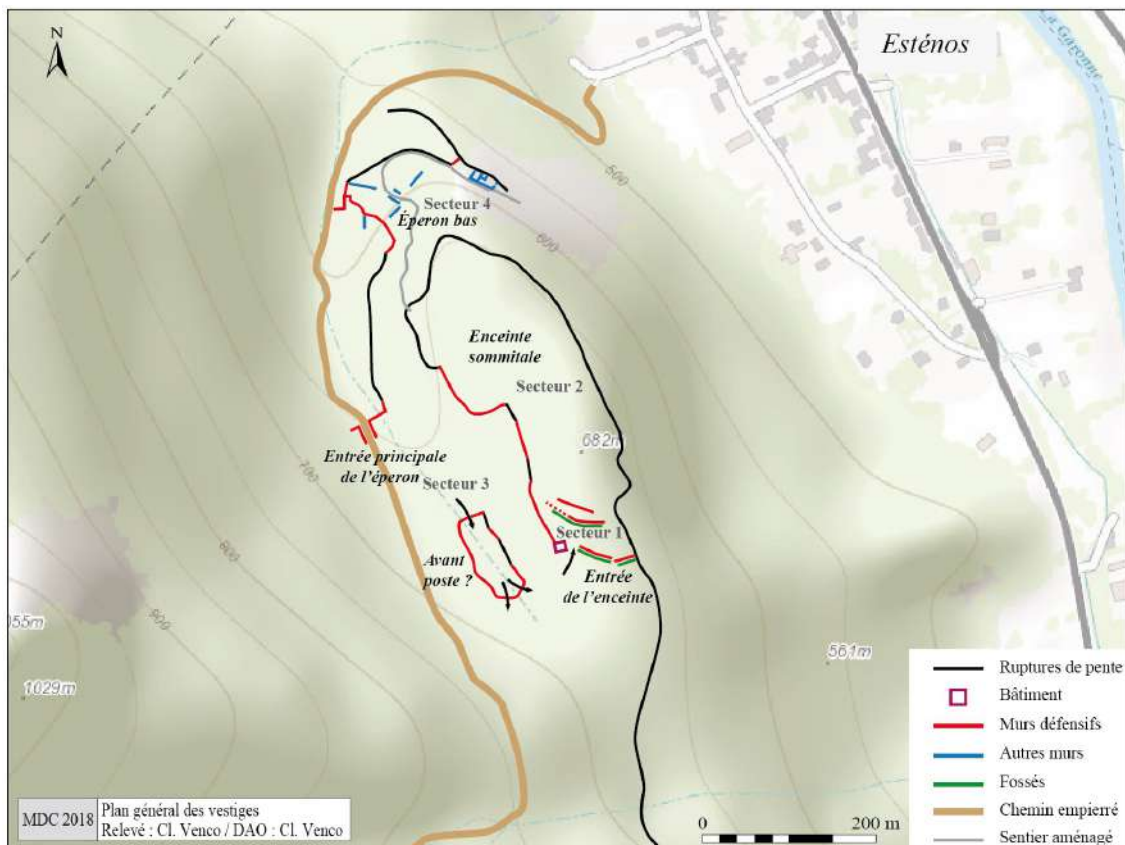 N
Esténos
La Garonne
500
Secteur 4
Éperon bas
600
Enceinte
sommitale
Secteur 2
682m
Entrée principale
de l'éperon
700
Secteur 3
Secteur 1
Avant
poste ?
Entrée
de l'enceinte
800
900
055m
1029m
561m
Ruptures de pente
Bâtiment
Murs défensifs
Autres murs
Fossés
Chemin empierré
Sentier aménagé
MDC 2018
Plan général des vestiges
Relevé : Cl. Venco / DAO : Cl. Venco
0 200 m